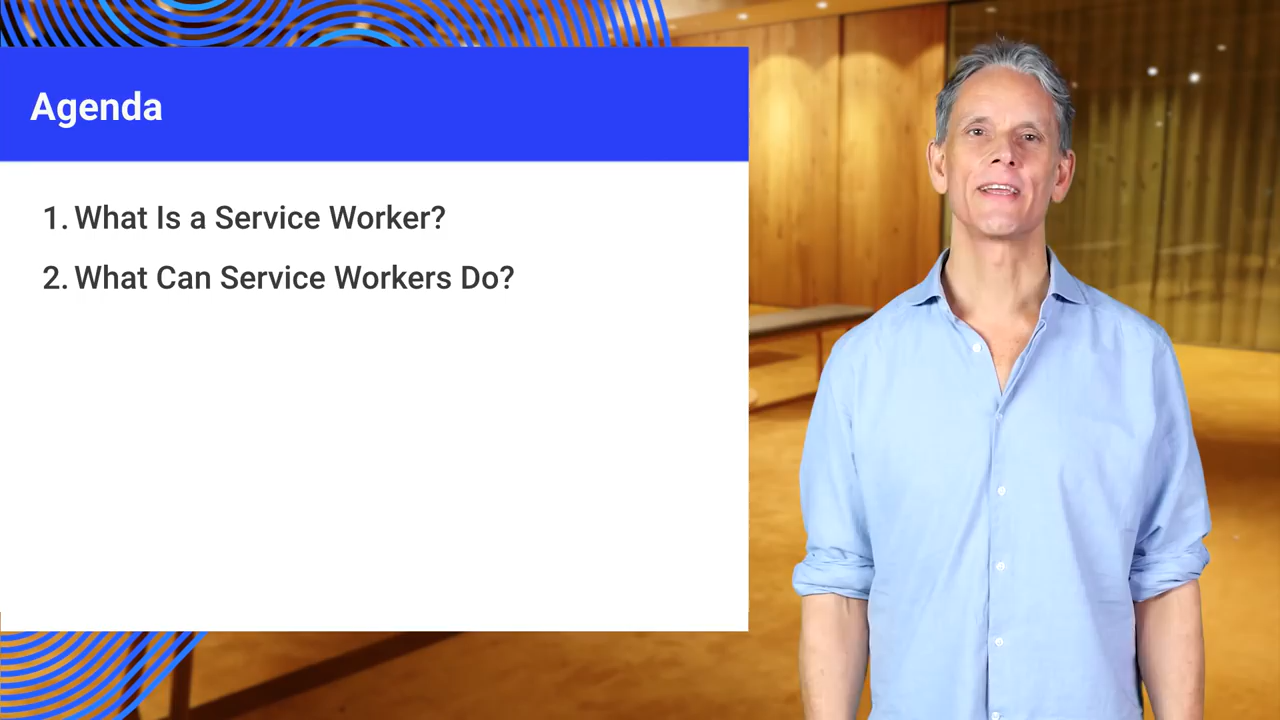 Agenda
1. What Is a Service Worker?
2. What Can Service Workers Do?